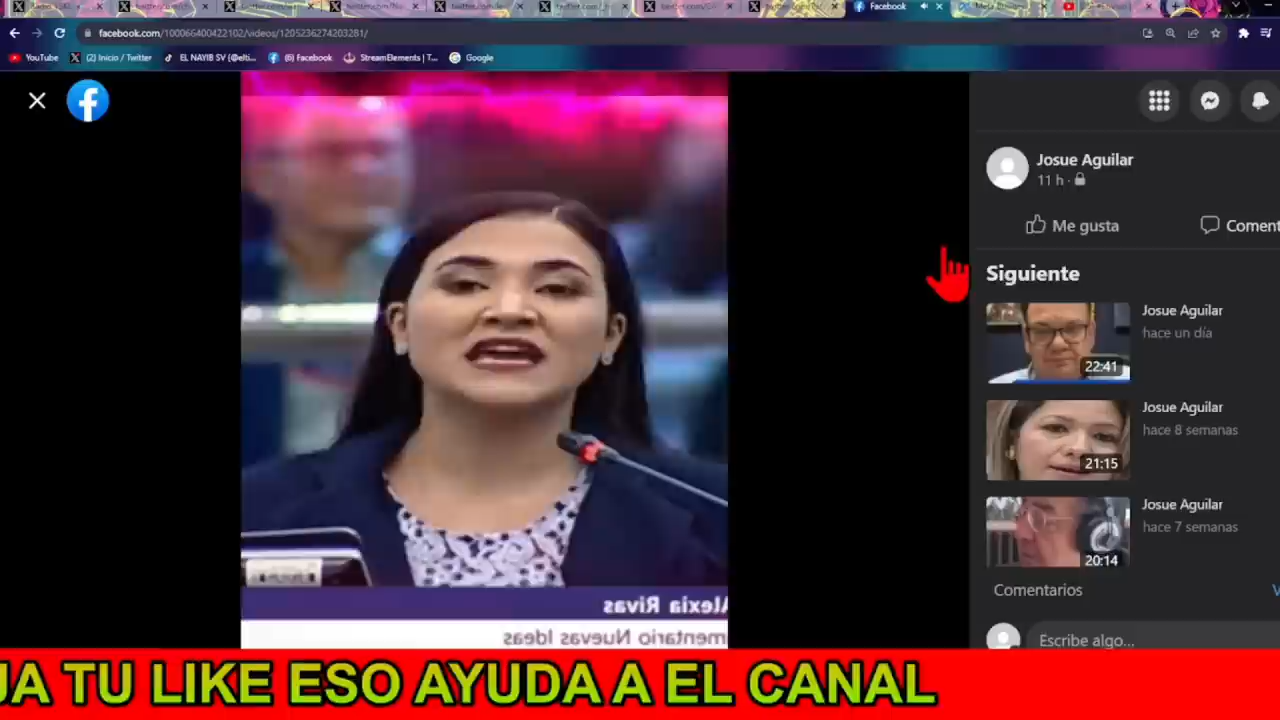 Facebook
facebook.com/100066400422102/videos/1205236274203281/
YouTube
(2) Inicio / Twitter
EL NAYIB SV (@elti...
(6) Facebook
StreamElements | T...
Google
Josue Aguilar
11 h
Me gusta
Coment
Siguiente
Josue Aguilar
hace un día
22:41
Josue Aguilar
hace 8 semanas
21:15
Josue Aguilar
hace 7 semanas
20:14
Comentarios
Escribe algo...
Alexia Rivas
mentario Nuevas Ideas
JA TU LIKE ESO AYUDA A EL CANAL